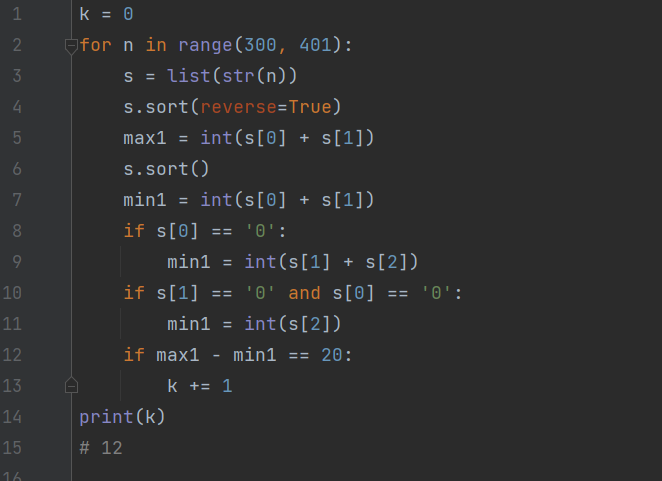 1 k = 0
2 for n in range(300, 401):
3     s = list(str(n))
4     s.sort(reverse=True)
5     max1 = int(s[0] + s[1])
6     s.sort()
7     min1 = int(s[0] + s[1])
8     if s[0] == '0':
9         min1 = int(s[1] + s[2])
10     if s[1] == '0' and s[0] == '0':
11         min1 = int(s[2])
12     if max1 - min1 == 20:
13         k += 1
14 print(k)
15 # 12
16